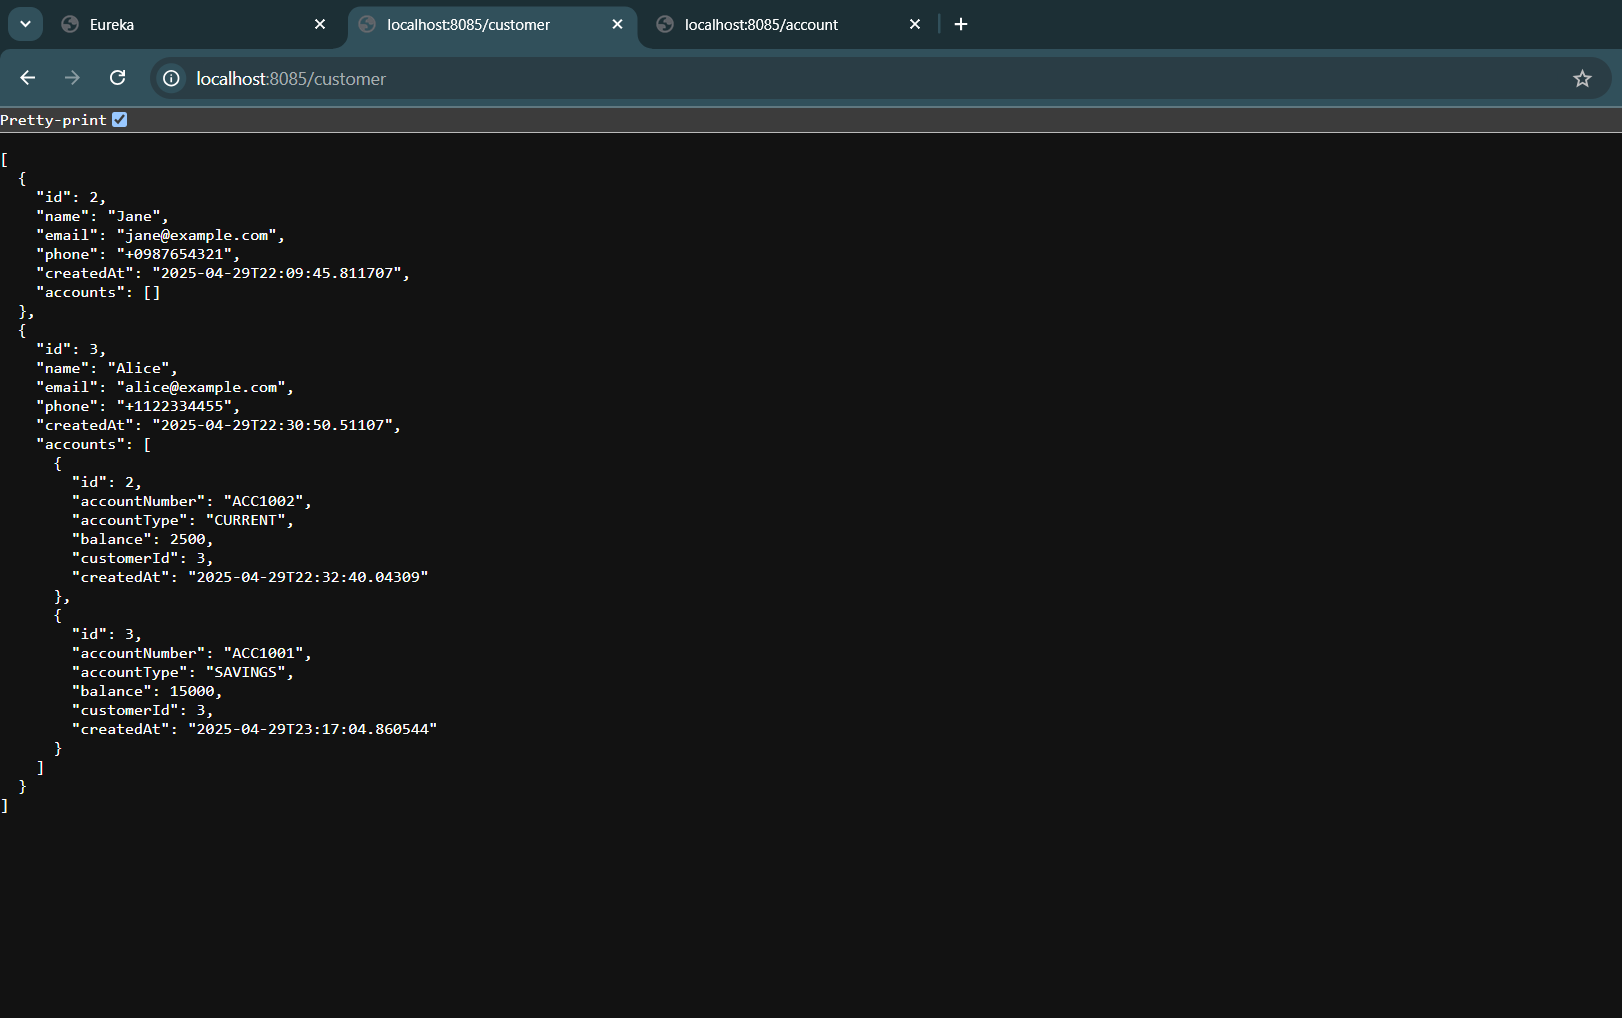 Eureka
localhost:8085/customer
localhost:8085/account
localhost:8085/customer
Pretty-print
[
  {
    "id": 2,
    "name": "Jane",
    "email": "jane@example.com",
    "phone": "+0987654321",
    "createdAt": "2025-04-29T22:09:45.811707",
    "accounts": []
  },
  {
    "id": 3,
    "name": "Alice",
    "email": "alice@example.com",
    "phone": "+1122334455",
    "createdAt": "2025-04-29T22:30:50.51107",
    "accounts": [
      {
        "id": 2,
        "accountNumber": "ACC1002",
        "accountType": "CURRENT",
        "balance": 2500,
        "customerId": 3,
        "createdAt": "2025-04-29T22:32:40.04309"
      },
      {
        "id": 3,
        "accountNumber": "ACC1001",
        "accountType": "SAVINGS",
        "balance": 15000,
        "customerId": 3,
        "createdAt": "2025-04-29T23:17:04.860544"
      }
    ]
  }
]